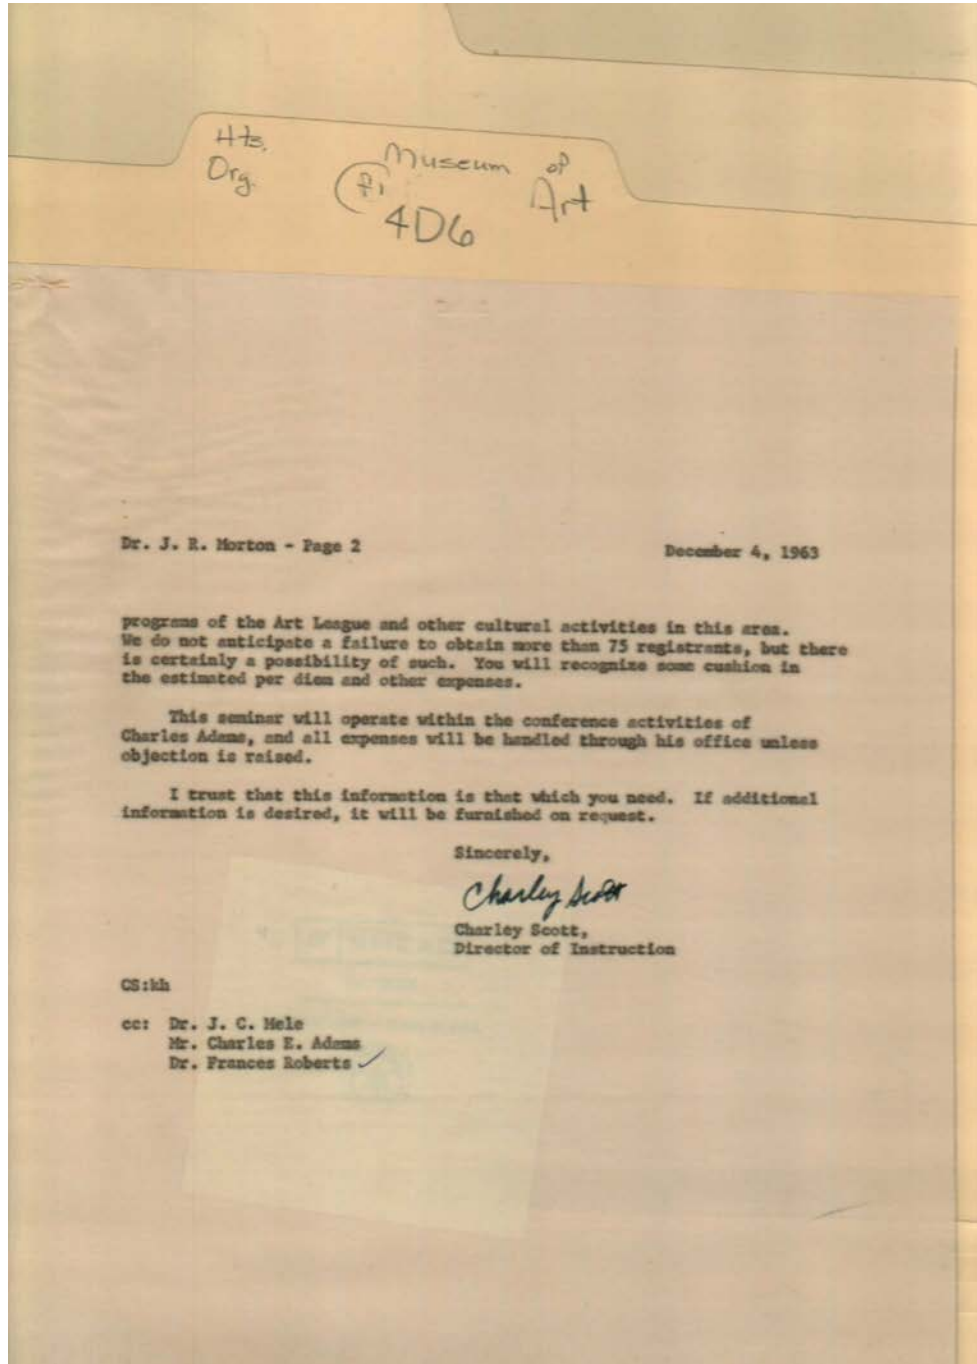 Hts. Museum of
Org. Art
4D6
Dr. J. R. Morton - Page 2 December 4, 1963
programs of the Art League and other cultural activities in this area.
We do not anticipate a failure to obtain more than 75 registrants, but there
is certainly a possibility of such. You will recognize some cushion in
the estimated per diem and other expenses.
This seminar will operate within the conference activities of
Charles Adams, and all expenses will be handled through his office unless
objection is raised.
I trust that this information is that which you need. If additional
information is desired, it will be furnished on request.
Sincerely,
Charley Scott
Charley Scott,
Director of Instruction
CS:kh
cc: Dr. J. C. Mele
Mr. Charles E. Adams
Dr. Frances Roberts